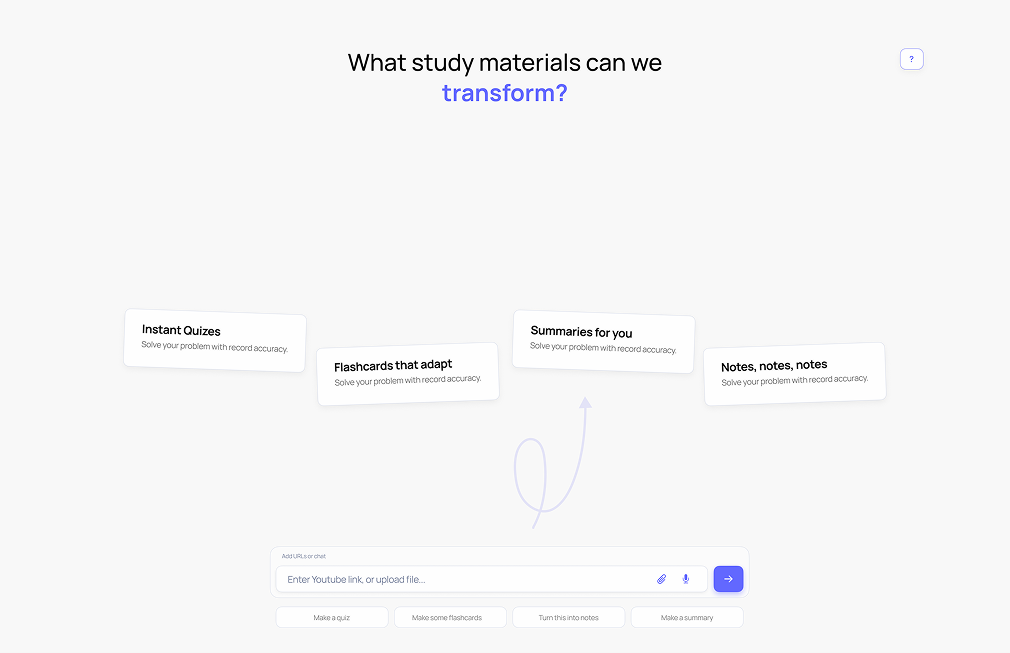 What study materials can we
transform?
?
Instant Quizes
Solve your problem with record accuracy.
Flashcards that adapt
Solve your problem with record accuracy.
Summaries for you
Solve your problem with record accuracy.
Notes, notes, notes
Solve your problem with record accuracy.
Add URLs or chat
Enter Youtube link, or upload file...
Make a quiz
Make some flashcards
Turn this into notes
Make a summary